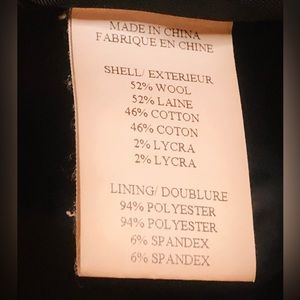 MADE IN CHINA
FABRIQUE EN CHINE
SHELL/ EXTERIEUR
52% WOOL
52% LAINE
46% COTTON
46% COTON
2% LYCRA
2% LYCRA
LINING/ DOUBLURE
94% POLYESTER
94% POLYESTER
6% SPANDEX
6% SPANDEX